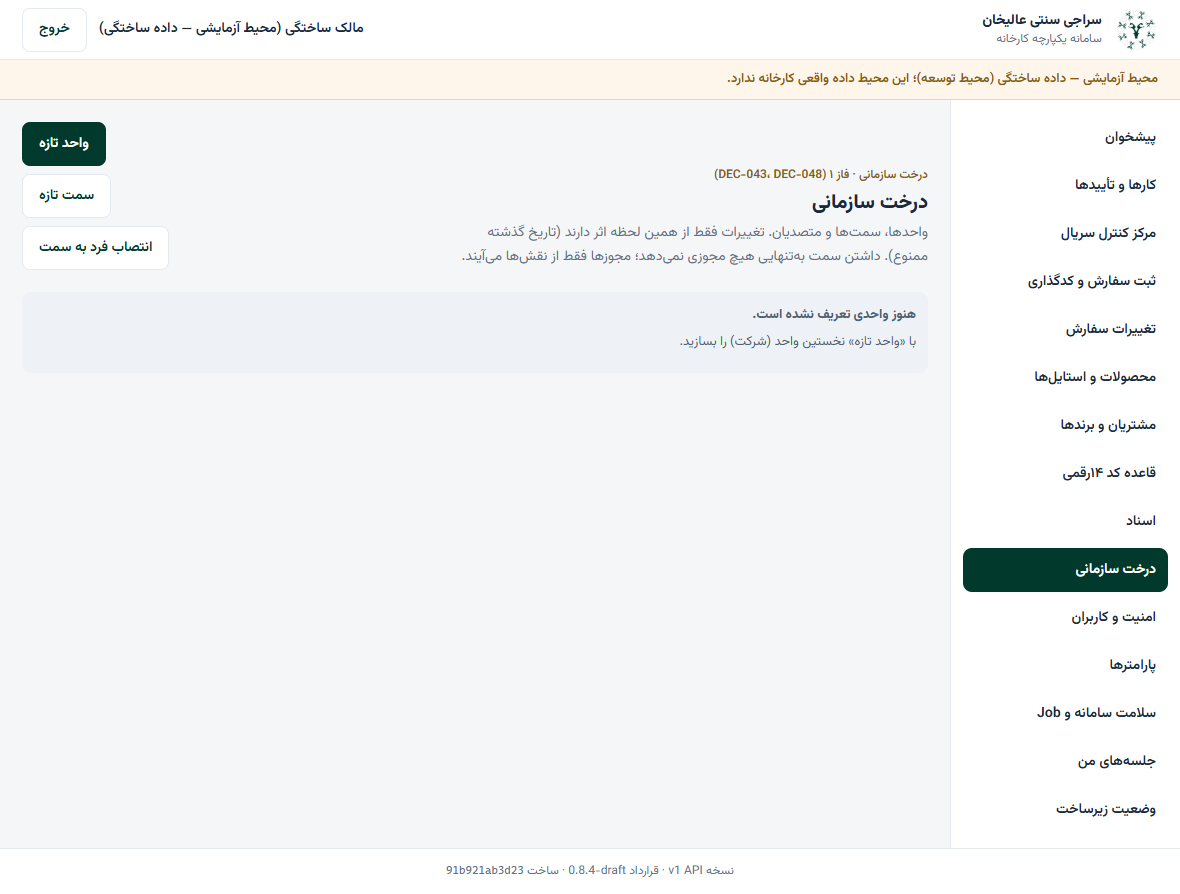 سراجی سنتی عالیخان
سامانه یکپارچه کارخانه
مالک ساختگی (محیط آزمایشی – داده ساختگی)
خروج
محیط آزمایشی – داده ساختگی (محیط توسعه)؛ این محیط داده واقعی کارخانه ندارد.
پیشخوان
کارها و تأییدها
مرکز کنترل سریال
ثبت سفارش و کدگذاری
تغییرات سفارش
محصولات و استایل‌ها
مشتریان و برندها
قاعده کد ۱۴رقمی
اسناد
درخت سازمانی
امنیت و کاربران
پارامترها
سلامت سامانه و Job
جلسه‌های من
وضعیت زیرساخت
درخت سازمانی · فاز ۱ (DEC-043، DEC-048)
درخت سازمانی
واحدها، سمت‌ها و متصدیان. تغییرات فقط از همین لحظه اثر دارند (تاریخ گذشته
ممنوع). داشتن سمت به‌تنهایی هیچ مجوزی نمی‌دهد؛ مجوزها فقط از نقش‌ها می‌آیند.
واحد تازه
سمت تازه
انتصاب فرد به سمت
هنوز واحدی تعریف نشده است.
با «واحد تازه» نخستین واحد (شرکت) را بسازید.
نسخه v1 API · قرارداد 0.8.4-draft · ساخت 91b921ab3d23